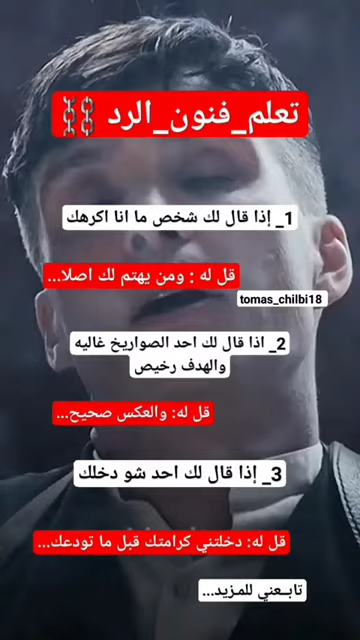 تعلم_فنون_الرد ⛓️⛓️
1_ إذا قال لك شخص ما انا اكرهك
قل له : ومن يهتم لك اصلا...
tomas_chilbi18
2_ اذا قال لك احد الصواريخ غاليه
والهدف رخيص
قل له: والعكس صحيح...
3_ إذا قال لك احد شو دخلك
قل له: دخلتني كرامتك قبل ما تودعك...
تابـعني للمـزيد...